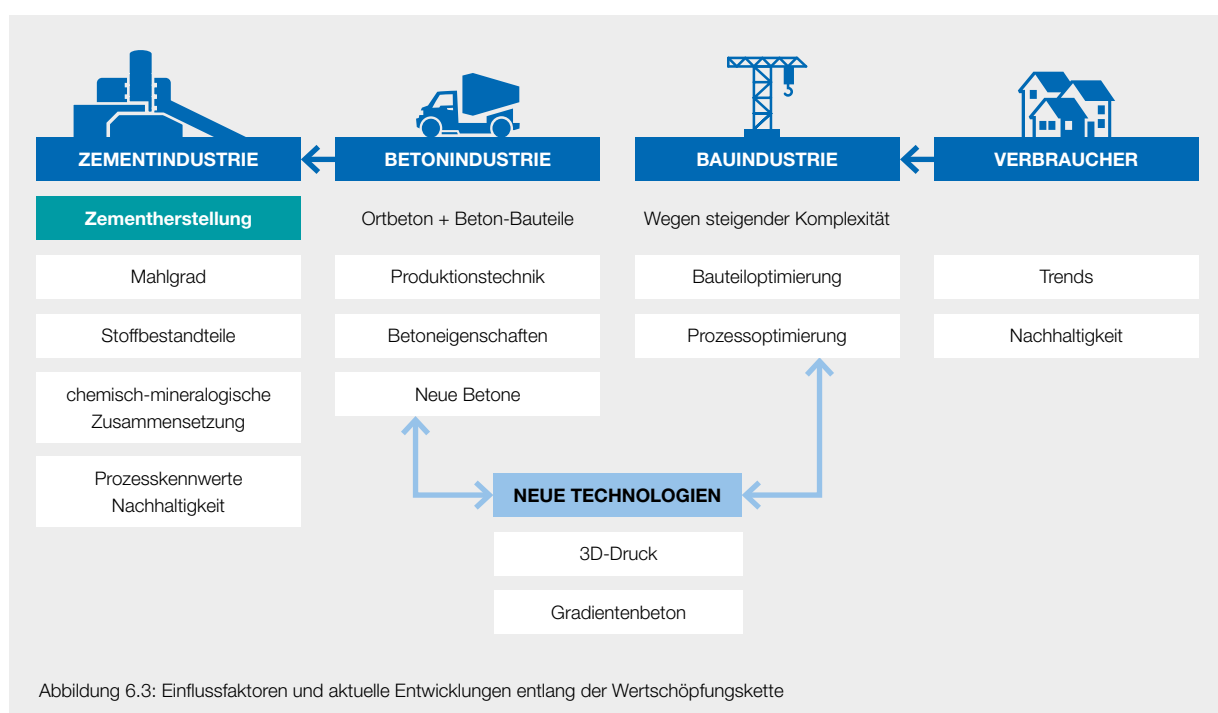 ZEMENTINDUSTRIE
Zementherstellung
Mahlgrad
Stoffbestandteile
chemisch-mineralogische
Zusammensetzung
Prozesskennwerte
Nachhaltigkeit
BETONINDUSTRIE
Ortbeton + Beton-Bauteile
Produktionstechnik
Betoneigenschaften
Neue Betone
BAUINDUSTRIE
Wegen steigender Komplexität
Bauteiloptimierung
Prozessoptimierung
VERBRAUCHER
Trends
Nachhaltigkeit
NEUE TECHNOLOGIEN
3D-Druck
Gradientenbeton
Abbildung 6.3: Einflussfaktoren und aktuelle Entwicklungen entlang der Wertschöpfungskette